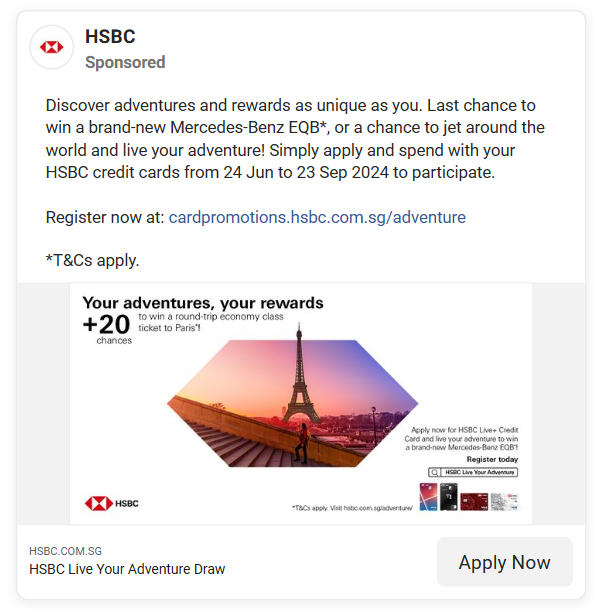 HSBC
Sponsored
Discover adventures and rewards as unique as you. Last chance to
win a brand-new Mercedes-Benz EQB*, or a chance to jet around the
world and live your adventure! Simply apply and spend with your
HSBC credit cards from 24 Jun to 23 Sep 2024 to participate.
Register now at: cardpromotions.hsbc.com.sg/adventure
*T&Cs apply.
Your adventures, your rewards
+20
chances
to win a round-trip economy class
ticket to Paris*!
Apply now for HSBC Live+ Credit
Card and live your adventure to win
a brand-new Mercedes-Benz EQB*!
Register today
HSBC Live Your Adventure
HSBC
*T&Cs apply. Visit hsbc.com.sg/adventure/
HSBC.COM.SG
HSBC Live Your Adventure Draw
Apply Now